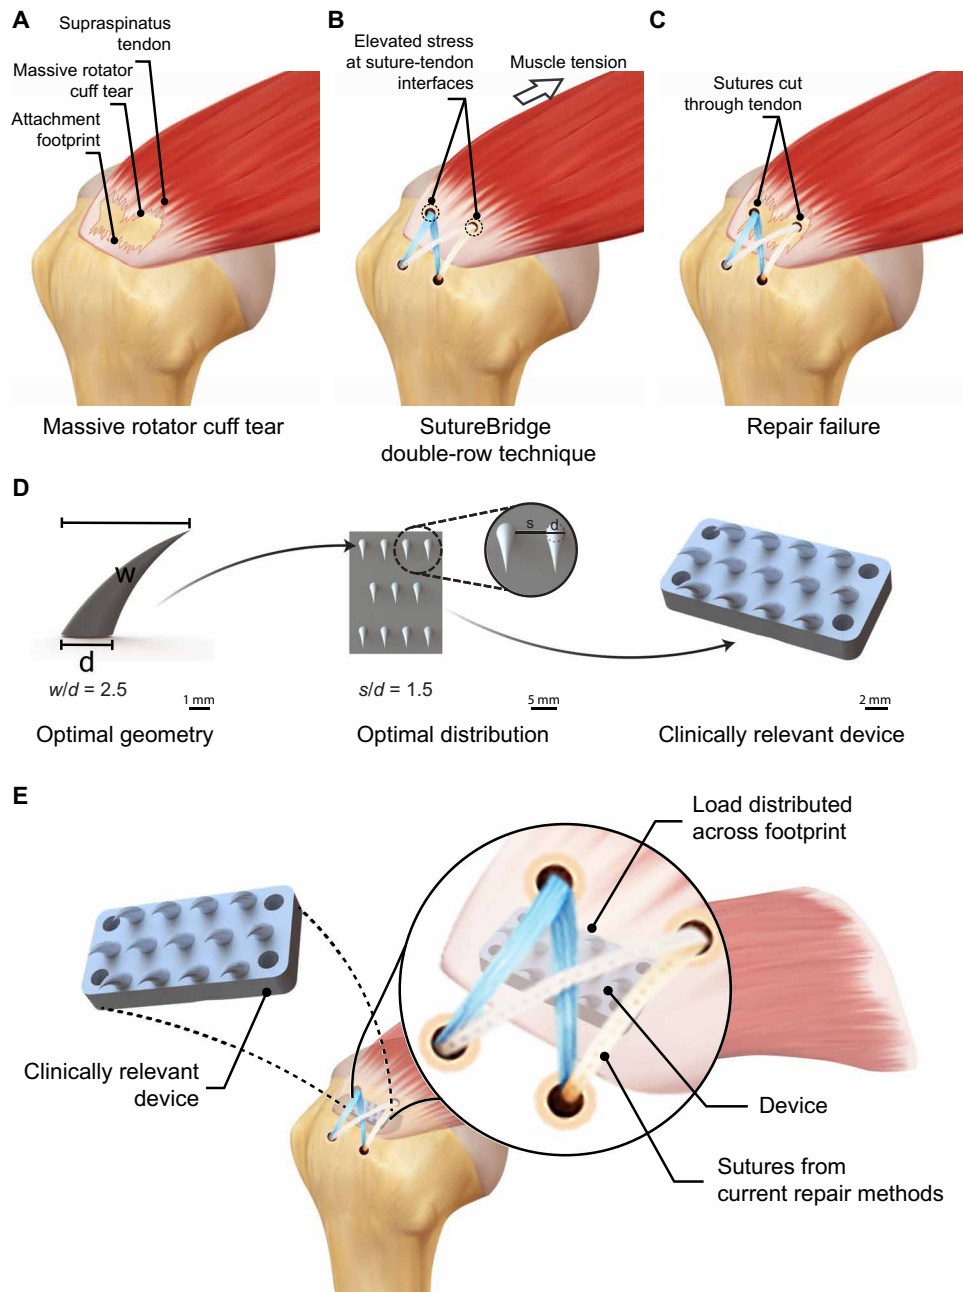 A
Supraspinatus
tendon
Massive rotator
cuff tear
Attachment
footprint
Massive rotator cuff tear
B
Elevated stress
at suture-tendon
interfaces
Muscle tension
SutureBridge
double-row technique
C
Sutures cut
through tendon
Repair failure
D
w
d
w/d = 2.5
1 mm
Optimal geometry
s
d
s/d = 1.5
5 mm
Optimal distribution
2 mm
Clinically relevant device
E
Load distributed
across footprint
Clinically relevant
device
Device
Sutures from
current repair methods